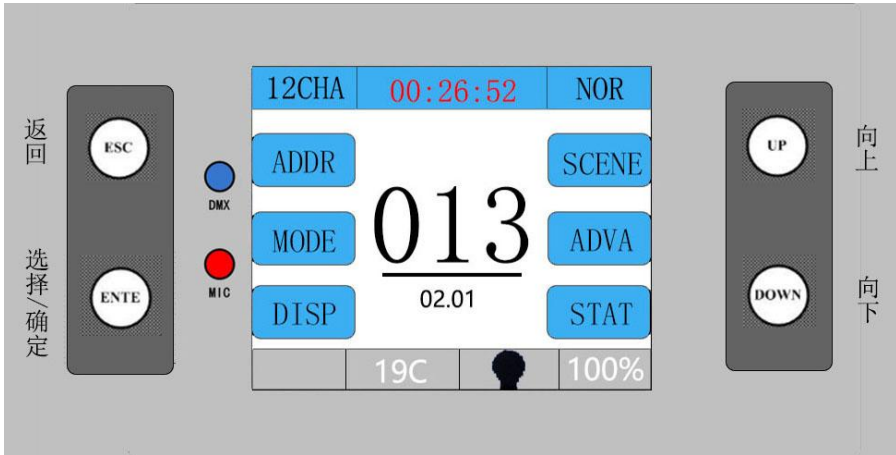 12CHA 00:26:52 NOR
返回
ESC
UP
向上
ADDR
SCENE
DMX
013
MODE
ADVA
MIC
选择/确定
ENTE
02.01
DOWN
向下
DISP
STAT
19C 100%